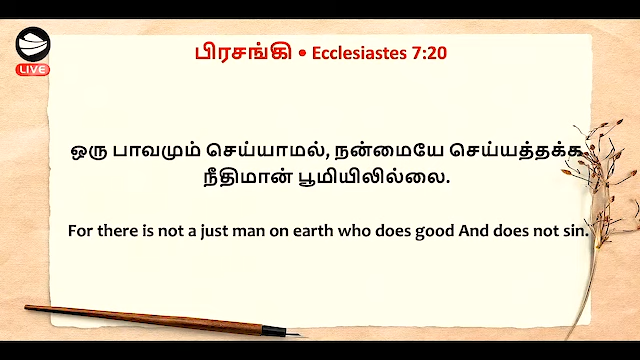 பிரசங்கி • Ecclesiastes 7:20
LIVE
ஒரு பாவமும் செய்யாமல், நன்மையே செய்யத்தக்க
நீதிமான் பூமியிலில்லை.
For there is not a just man on earth who does good And does not sin.